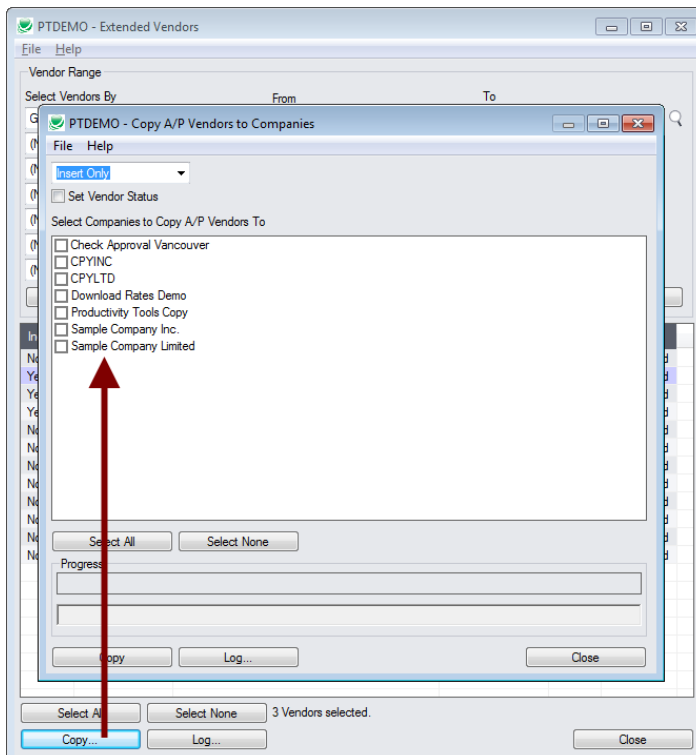 PTDEMO - Extended Vendors
File Help
Vendor Range
Select Vendors By From To
PTDEMO - Copy A/P Vendors to Companies
File Help
Insert Only
Set Vendor Status
Select Companies to Copy A/P Vendors To
Check Approval Vancouver
CPYINC
CPYLTD
Download Rates Demo
Productivity Tools Copy
Sample Company Inc.
Sample Company Limited
Select All Select None
Progress
Copy Log... Close
Select All Select None 3 Vendors selected.
Copy... Log... Close